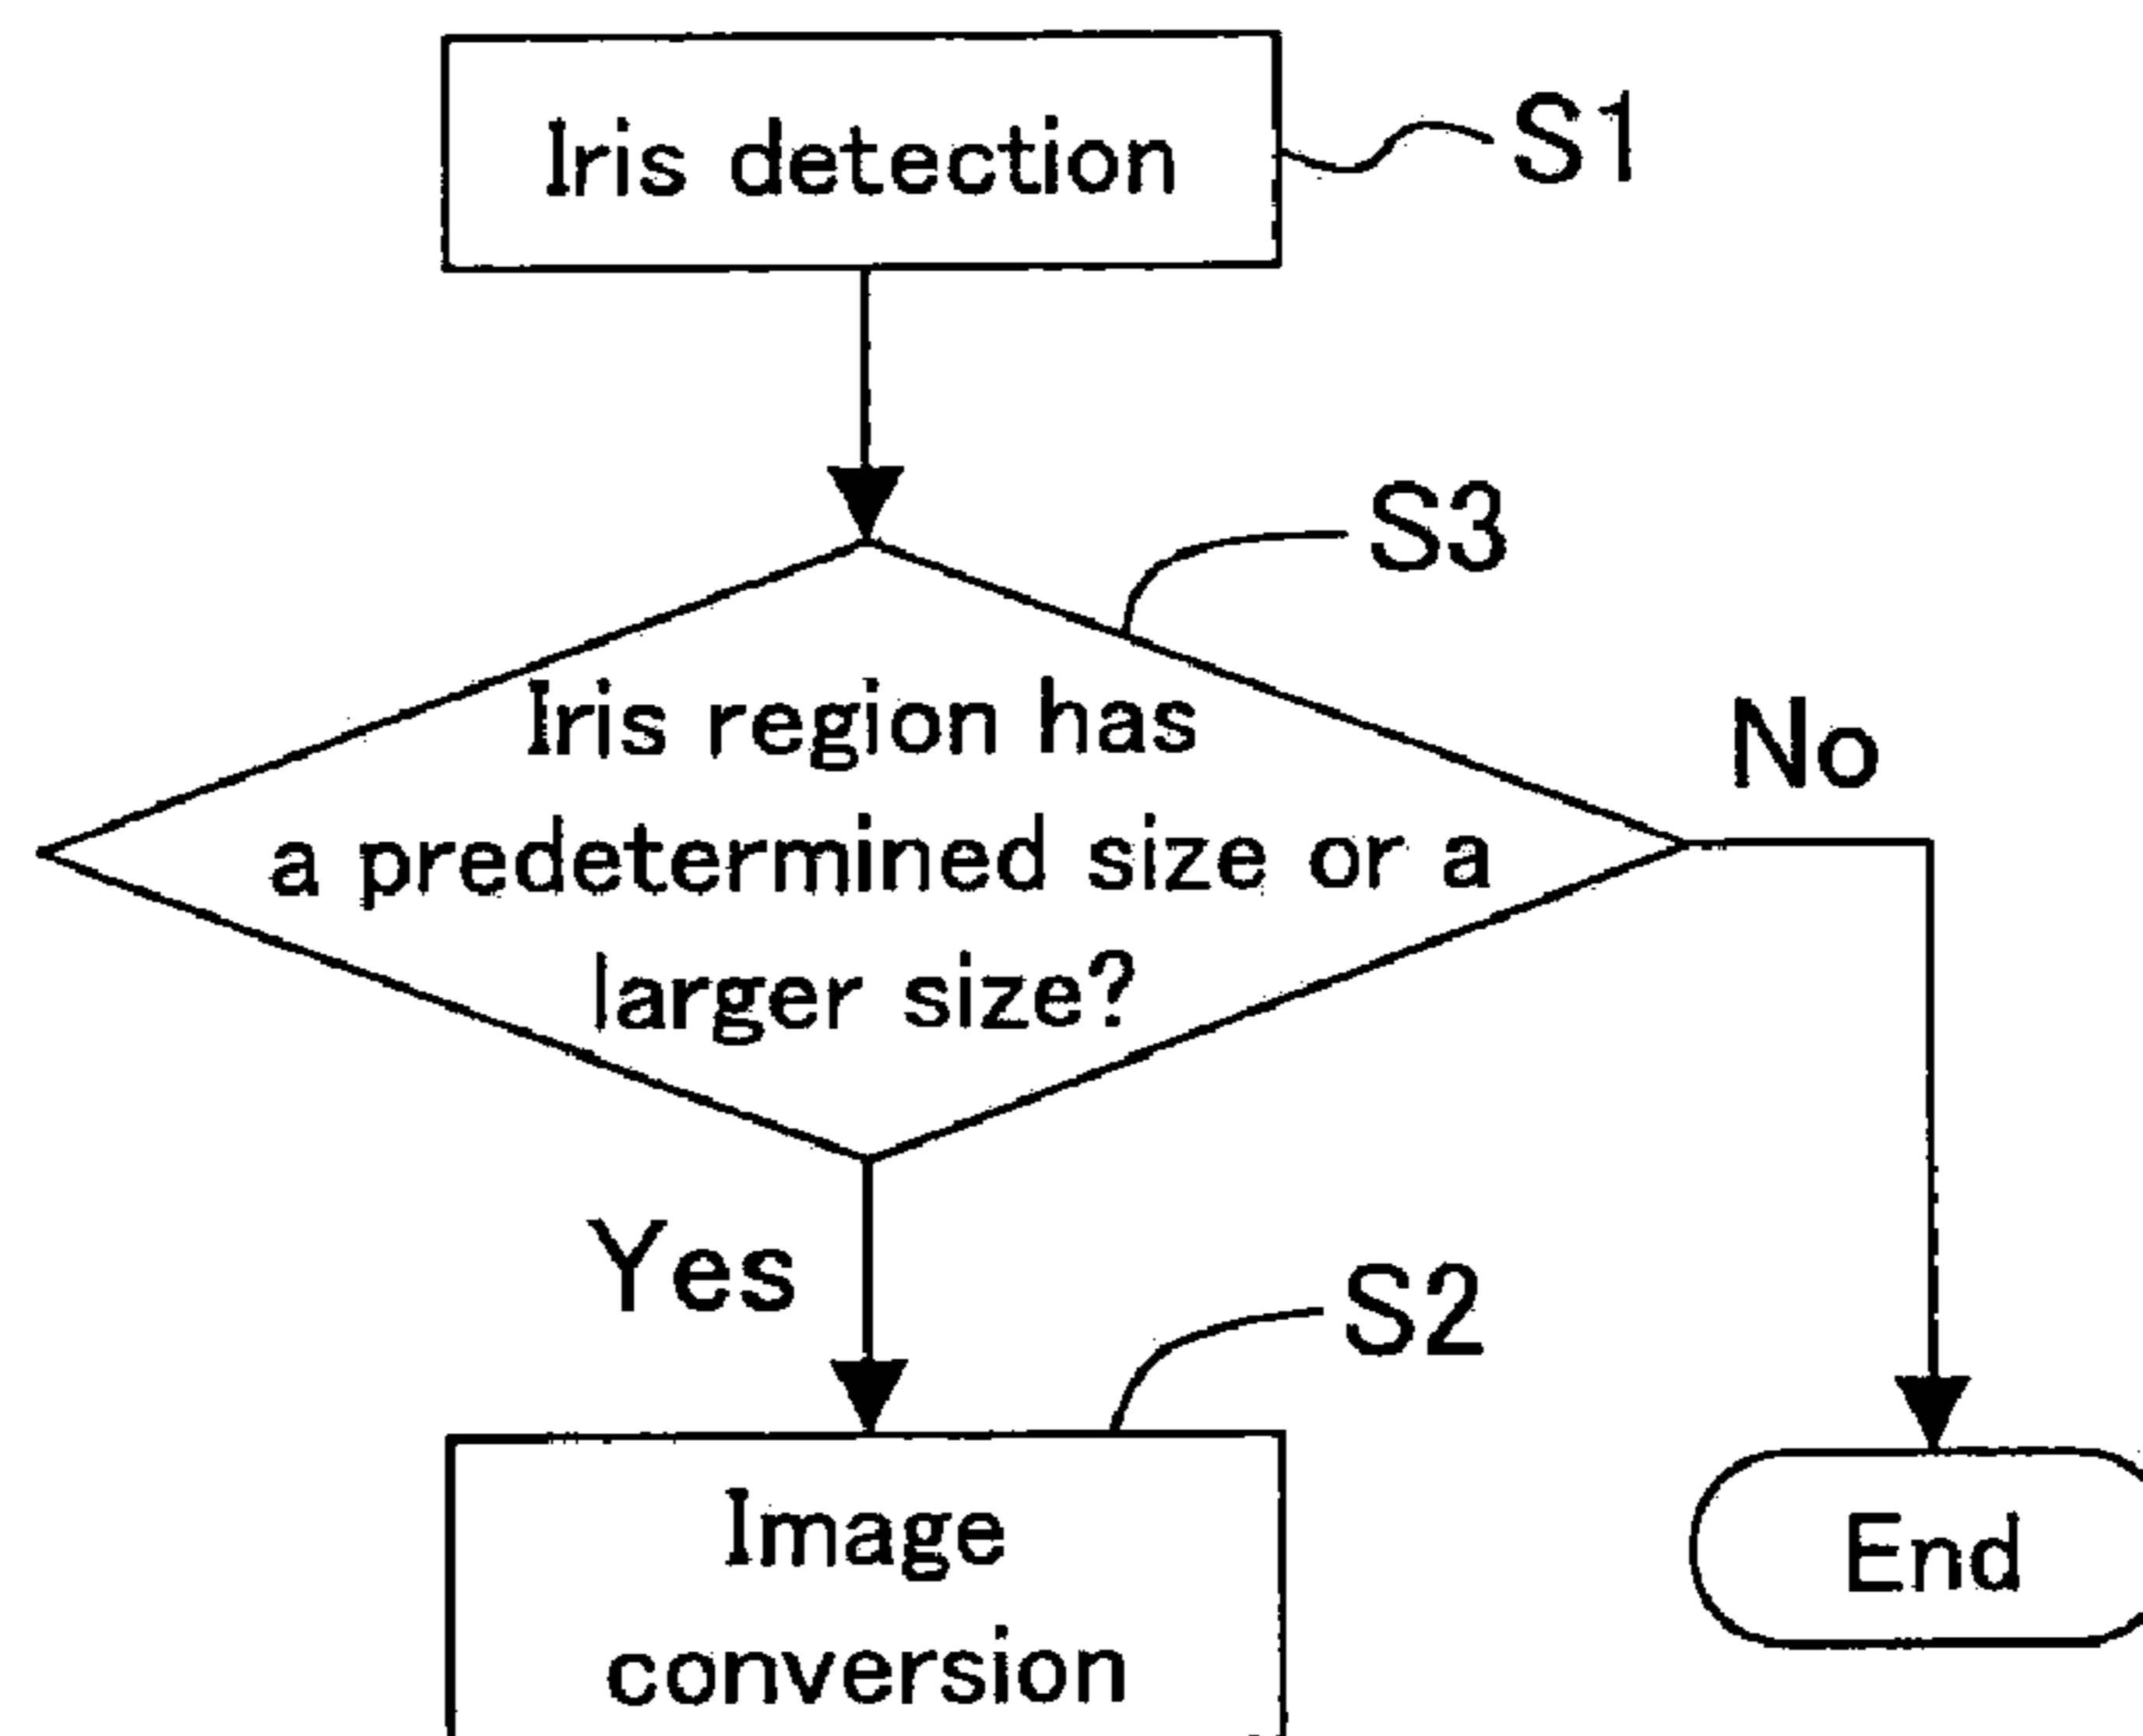 Iris detection
S1
S3
Iris region has
a predetermined size or a
larger size?
No
Yes
S2
Image
conversion
End